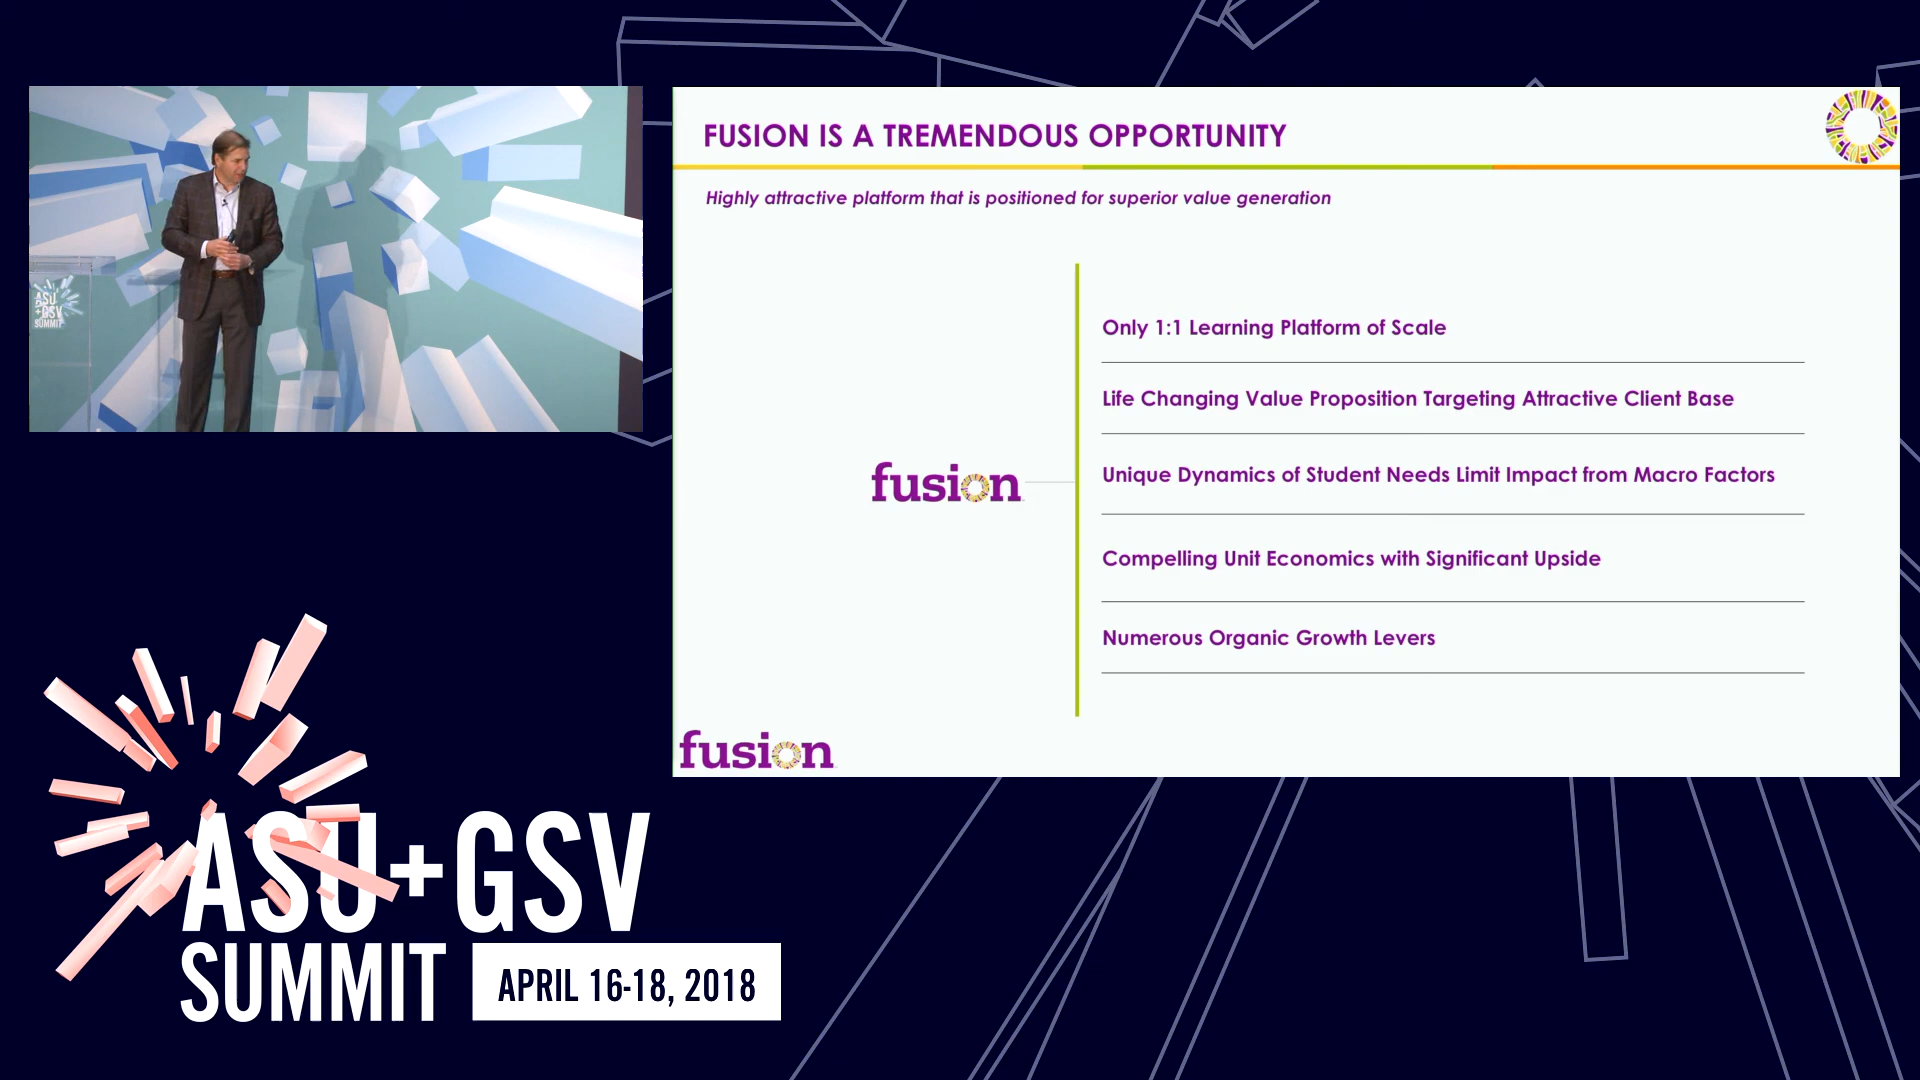 FUSION IS A TREMENDOUS OPPORTUNITY
Highly attractive platform that is positioned for superior value generation
Only 1:1 Learning Platform of Scale
Life Changing Value Proposition Targeting Attractive Client Base
Unique Dynamics of Student Needs Limit Impact from Macro Factors
Compelling Unit Economics with Significant Upside
Numerous Organic Growth Levers
fusion
fusion
ASU
+GSV
SUMMIT
ASU+GSV
SUMMIT
APRIL 16-18, 2018